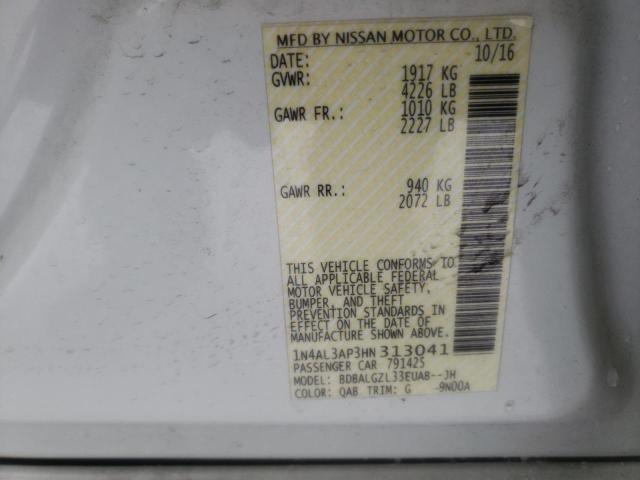 MFD BY NISSAN MOTOR CO., LTD.
DATE: 10/16
GVWR: 1917 KG
4226 LB
GAWR FR.: 1010 KG
2227 LB
GAWR RR.: 940 KG
2072 LB
THIS VEHICLE CONFORMS TO
ALL APPLICABLE FEDERAL
MOTOR VEHICLE SAFETY,
BUMPER, AND THEFT
PREVENTION STANDARDS IN
EFFECT ON THE DATE OF
MANUFACTURE SHOWN ABOVE.
1N4AL3AP3HN 313041
PASSENGER CAR 791425
MODEL: BDBALGZL33EUA8--JH
COLOR: QAB TRIM: G -9N00A